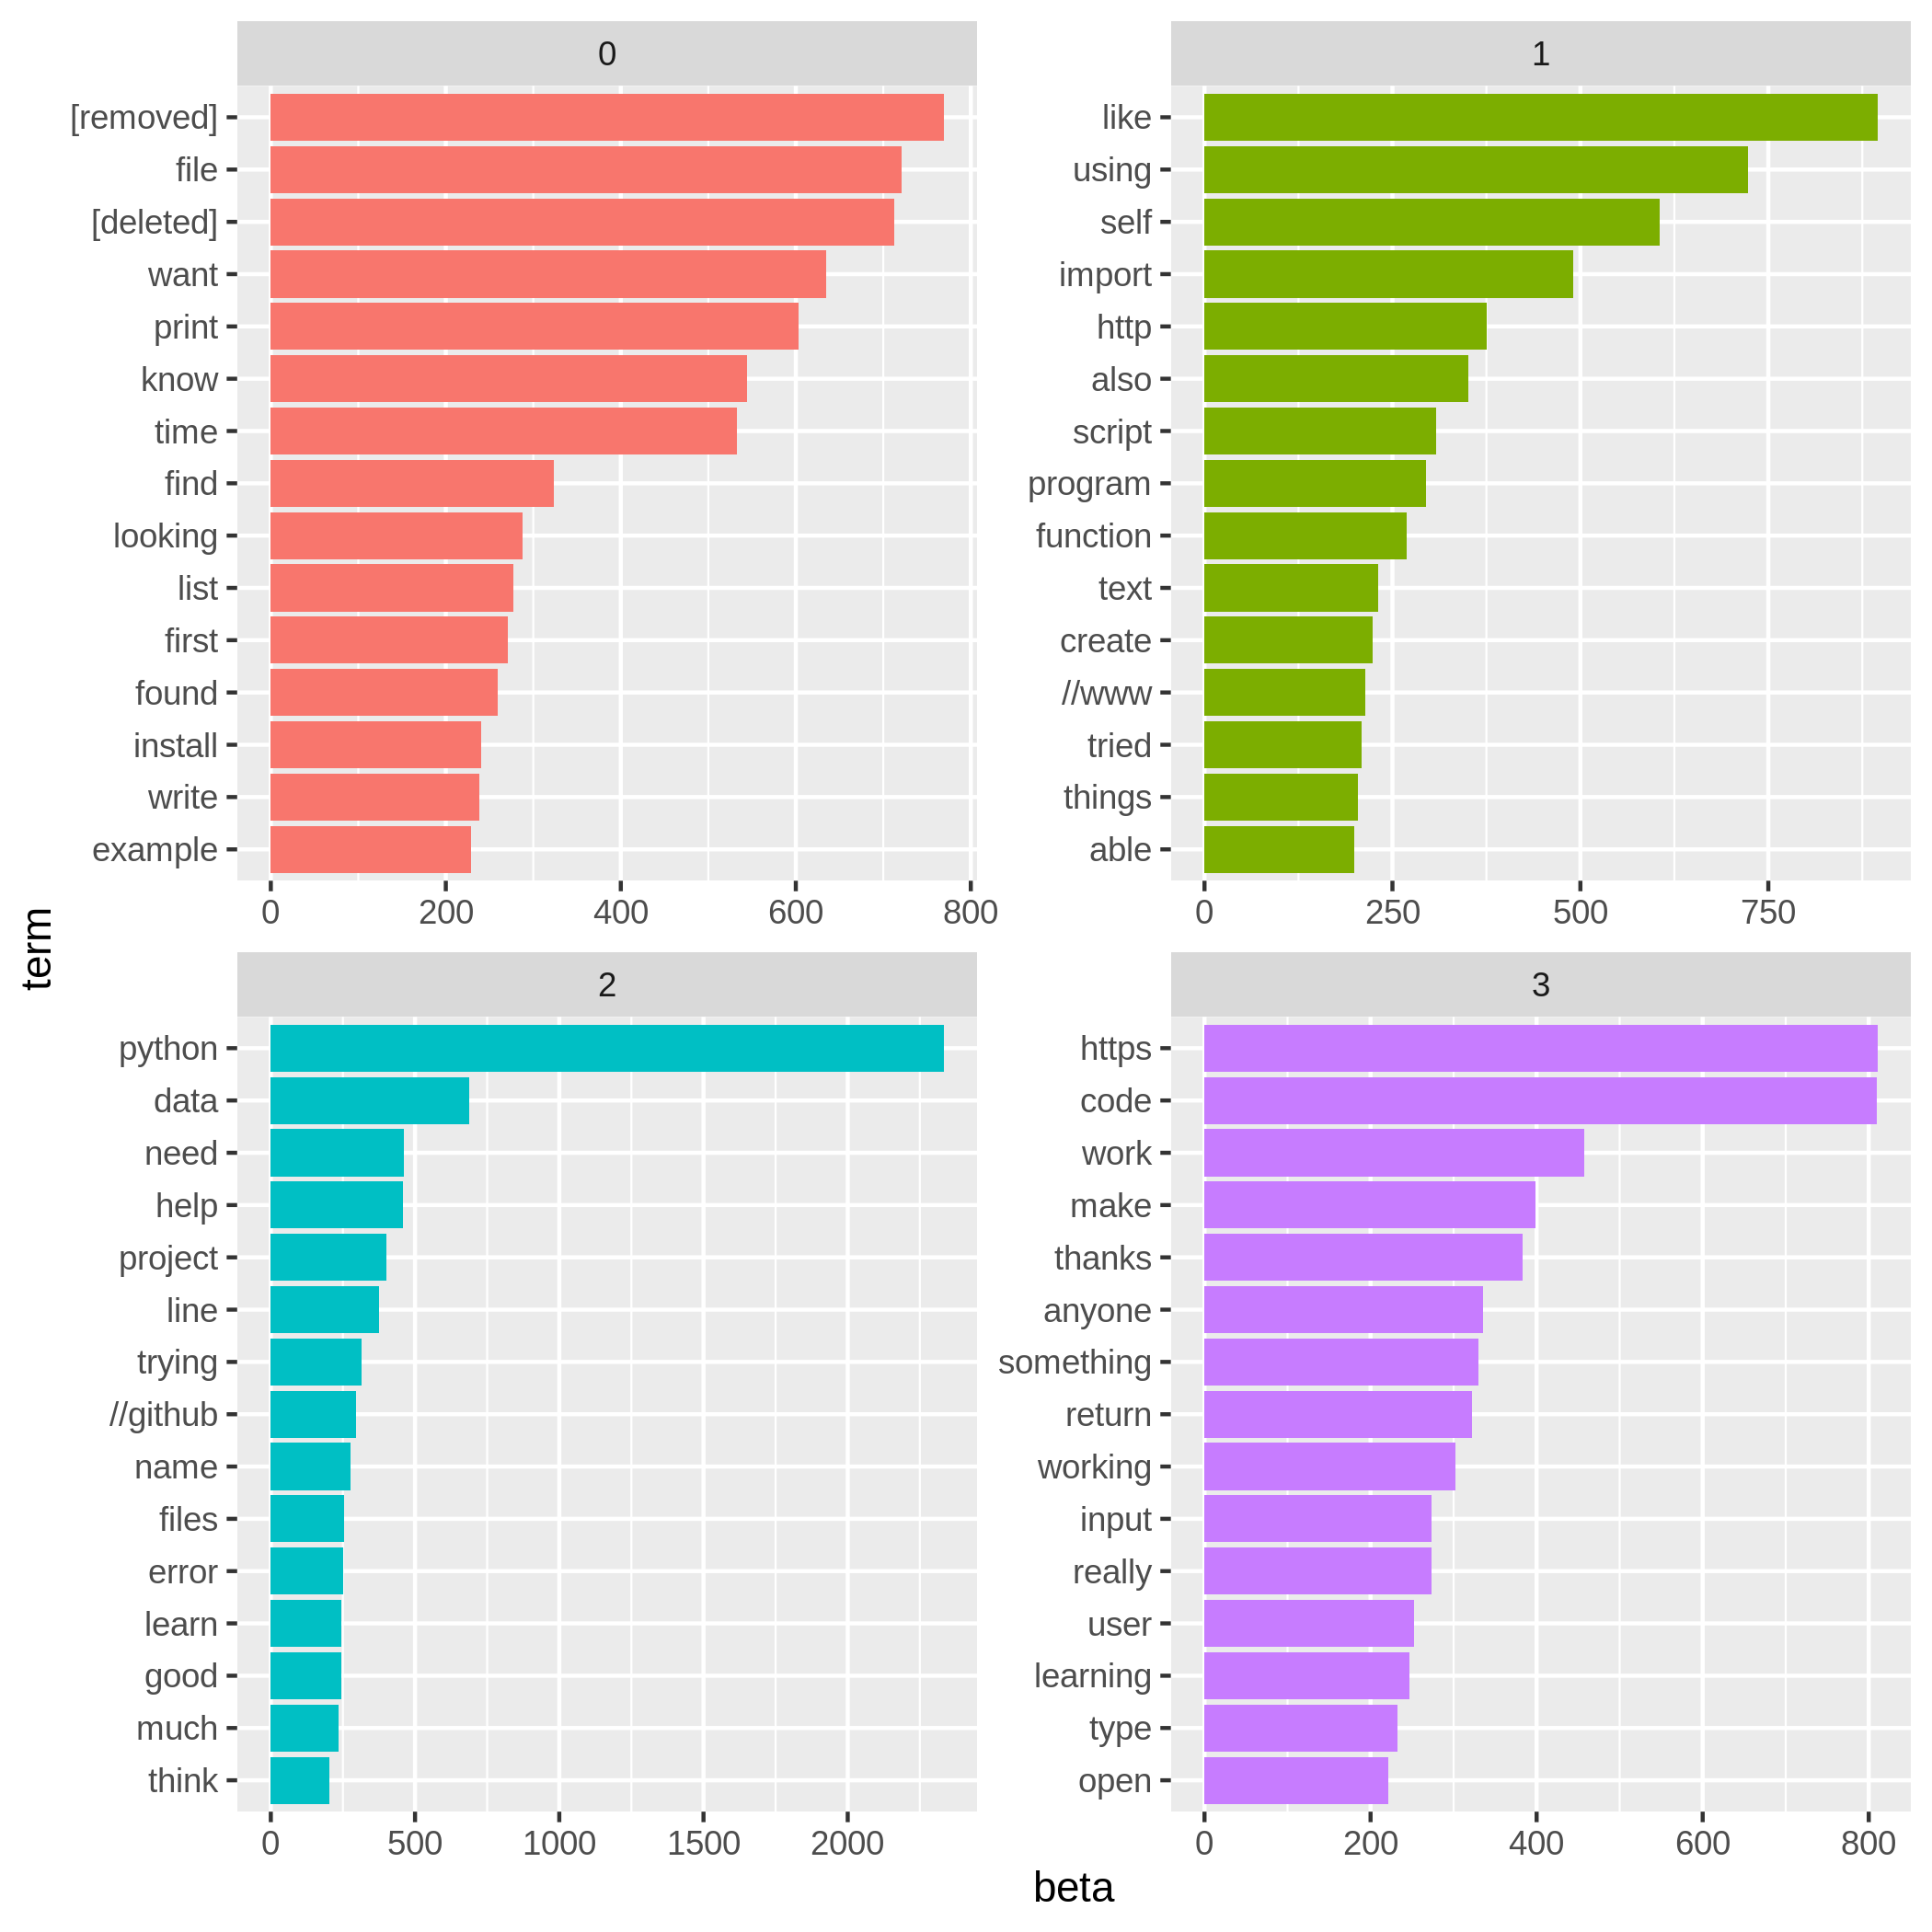 0
[removed]
file
[deleted]
want
print
know
time
find
looking
list
first
found
install
write
example
0 200 400 600 800
1
like
using
self
import
http
also
script
program
function
text
create
//www
tried
things
able
0 250 500 750
term
2
python
data
need
help
project
line
trying
//github
name
files
error
learn
good
much
think
0 500 1000 1500 2000
3
https
code
work
make
thanks
anyone
something
return
working
input
really
user
learning
type
open
0 200 400 600 800
beta